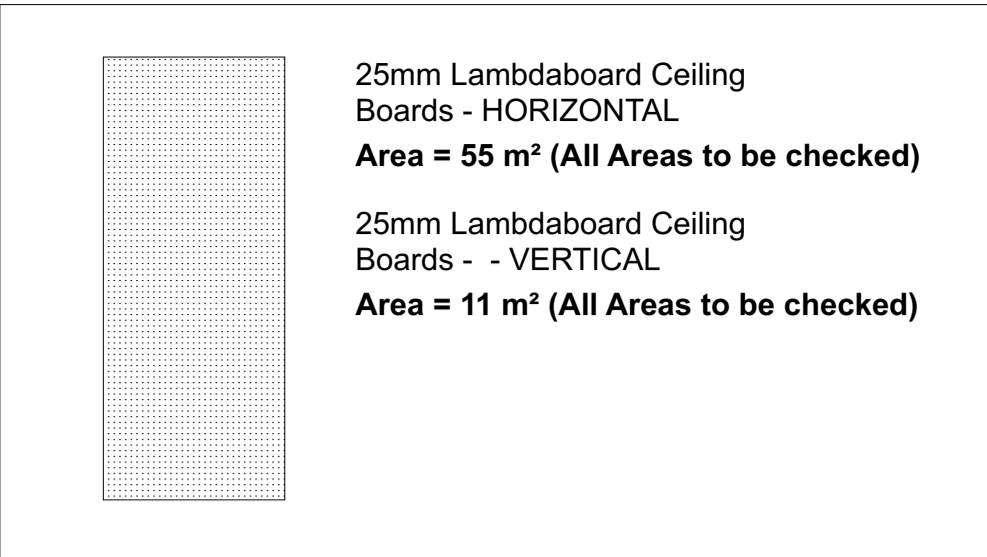 25mm Lambdaboard Ceiling
Boards - HORIZONTAL
Area = 55 m² (All Areas to be checked)
25mm Lambdaboard Ceiling
Boards -  - VERTICAL
Area = 11 m² (All Areas to be checked)